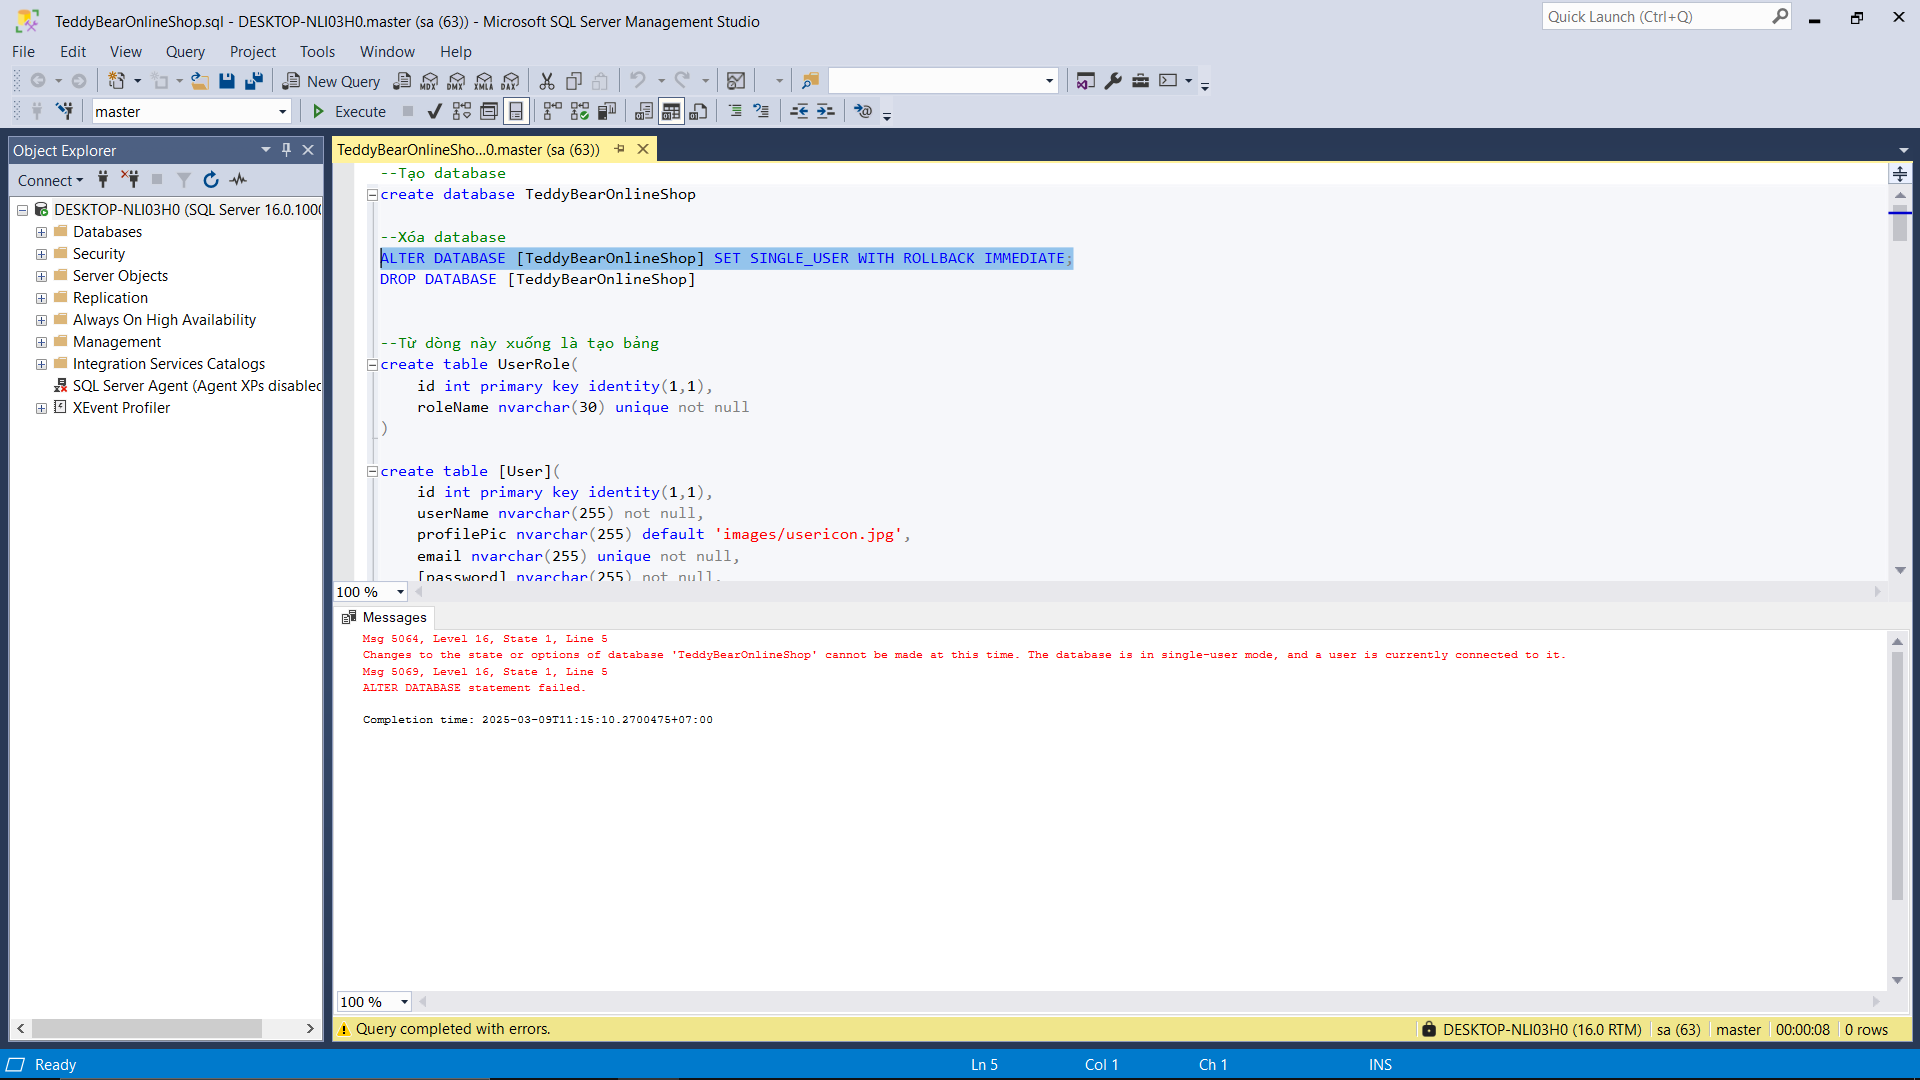 TeddyBearOnlineShop.sql - DESKTOP-NLI03H0.master (sa (63)) - Microsoft SQL Server Management Studio
Quick Launch (Ctrl+Q)
File Edit View Query Project Tools Window Help
New Query
MDX DMX XMLA DAX
master
Execute
Object Explorer
Connect
DESKTOP-NLI03H0 (SQL Server 16.0.1000
Databases
Security
Server Objects
Replication
Always On High Availability
Management
Integration Services Catalogs
SQL Server Agent (Agent XPs disabled
XEvent Profiler
TeddyBearOnlineSho...0.master (sa (63))
--Tạo database
create database TeddyBearOnlineShop
--Xóa database
ALTER DATABASE [TeddyBearOnlineShop] SET SINGLE_USER WITH ROLLBACK IMMEDIATE;
DROP DATABASE [TeddyBearOnlineShop]
--Từ dòng này xuống là tạo bảng
create table UserRole(
id int primary key identity(1,1),
roleName nvarchar(30) unique not null
)
create table [User](
id int primary key identity(1,1),
userName nvarchar(255) not null,
profilePic nvarchar(255) default 'images/usericon.jpg',
email nvarchar(255) unique not null,
[password] nvarchar(255) not null,
100 %
Messages
Msg 5064, Level 16, State 1, Line 5
Changes to the state or options of database 'TeddyBearOnlineShop' cannot be made at this time. The database is in single-user mode, and a user is currently connected to it.
Msg 5069, Level 16, State 1, Line 5
ALTER DATABASE statement failed.
Completion time: 2025-03-09T11:15:10.2700475+07:00
100 %
Query completed with errors.
DESKTOP-NLI03H0 (16.0 RTM) sa (63) master 00:00:08 0 rows
Ready
Ln 5 Col 1 Ch 1 INS